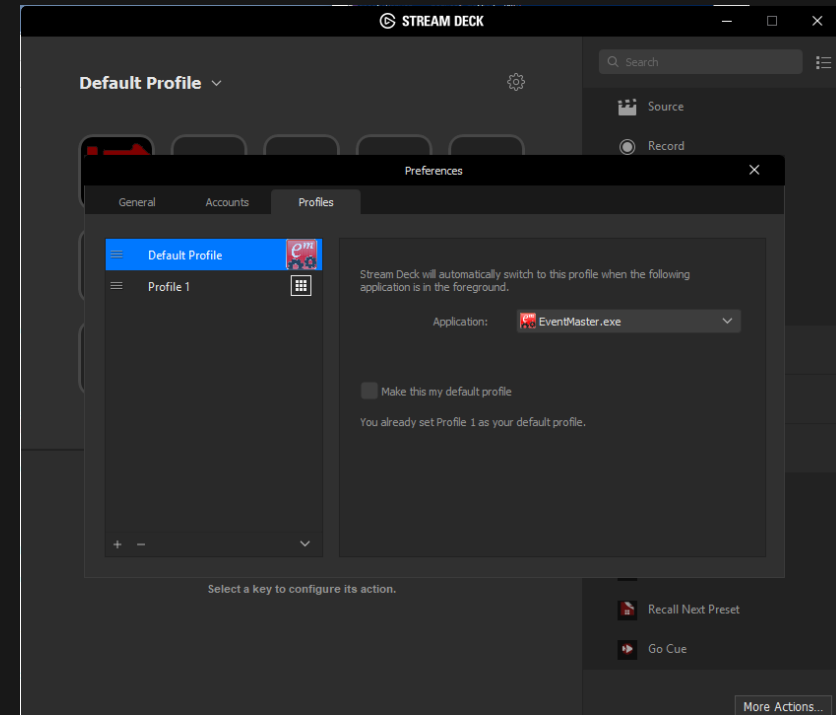 STREAM DECK
Default Profile
Search
Source
Record
Preferences
General
Accounts
Profiles
Default Profile
em
Profile 1
Stream Deck will automatically switch to this profile when the following
application is in the foreground.
Application:
EventMaster.exe
Make this my default profile
You already set Profile 1 as your default profile.
Select a key to configure its action.
Recall Next Preset
Go Cue
More Actions...